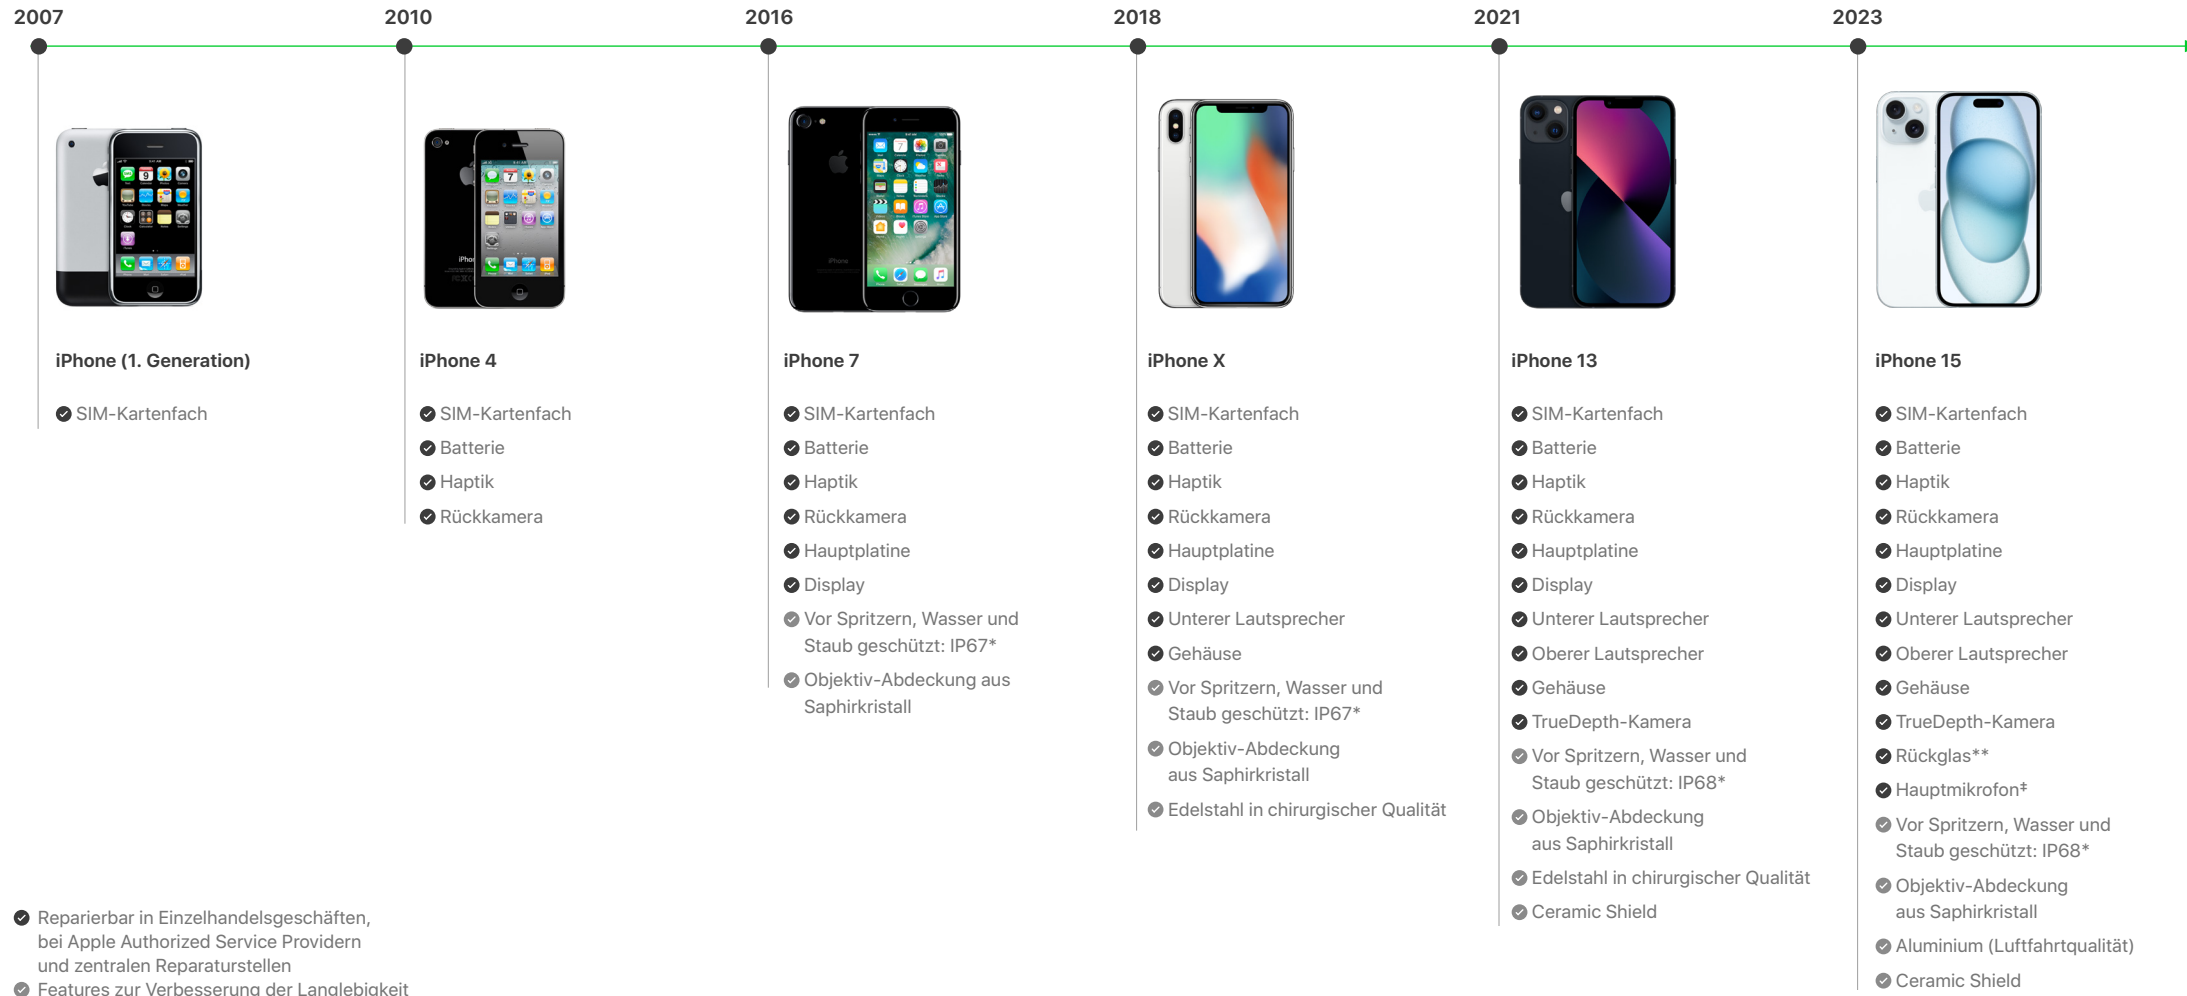 2007
2010
2016
2018
2021
2023
iPhone (1. Generation)
SIM-Kartenfach
iPhone 4
SIM-Kartenfach
Batterie
Haptik
Rückkamera
iPhone 7
SIM-Kartenfach
Batterie
Haptik
Rückkamera
Hauptplatine
Display
Vor Spritzern, Wasser und
Staub geschützt: IP67*
Objektiv-Abdeckung aus
Saphirkristall
iPhone X
SIM-Kartenfach
Batterie
Haptik
Rückkamera
Hauptplatine
Display
Unterer Lautsprecher
Gehäuse
Vor Spritzern, Wasser und
Staub geschützt: IP67*
Objektiv-Abdeckung
aus Saphirkristall
Edelstahl in chirurgischer Qualität
iPhone 13
SIM-Kartenfach
Batterie
Haptik
Rückkamera
Hauptplatine
Display
Unterer Lautsprecher
Oberer Lautsprecher
Gehäuse
TrueDepth-Kamera
Vor Spritzern, Wasser und
Staub geschützt: IP68*
Objektiv-Abdeckung
aus Saphirkristall
Edelstahl in chirurgischer Qualität
Ceramic Shield
iPhone 15
SIM-Kartenfach
Batterie
Haptik
Rückkamera
Hauptplatine
Display
Unterer Lautsprecher
Oberer Lautsprecher
Gehäuse
TrueDepth-Kamera
Rückglas**
Hauptmikrofon‡
Vor Spritzern, Wasser und
Staub geschützt: IP68*
Objektiv-Abdeckung
aus Saphirkristall
Aluminium (Luftfahrtqualität)
Ceramic Shield
Reparierbar in Einzelhandelsgeschäften,
bei Apple Authorized Service Providern
und zentralen Reparaturstellen
Features zur Verbesserung der Langlebigkeit